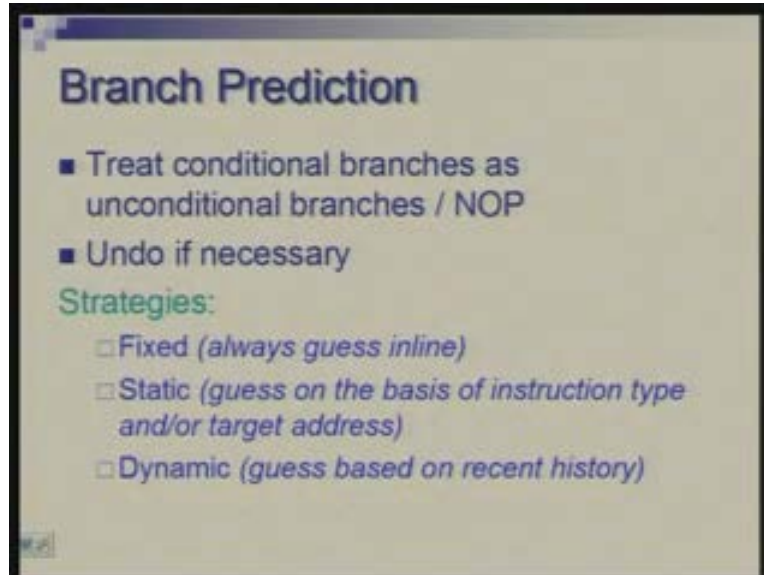 Branch Prediction
Treat conditional branches as
unconditional branches / NOP
Undo if necessary
Strategies:
Fixed (always guess inline)
Static (guess on the basis of instruction type
and/or target address)
Dynamic (guess based on recent history)